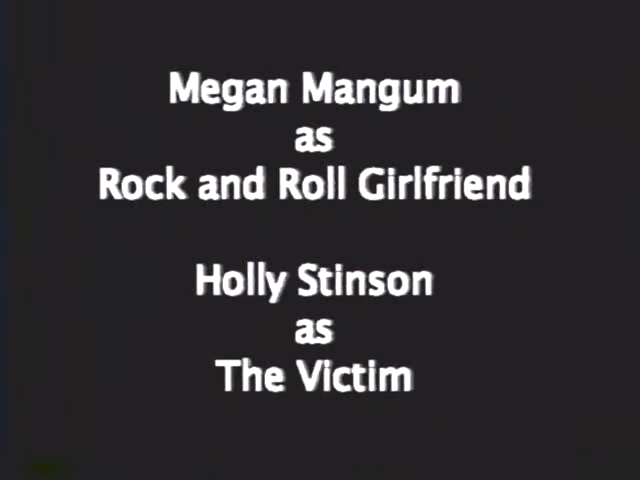 Megan Mangum
as
Rock and Roll Girlfriend
Holly Stinson
as
The Victim